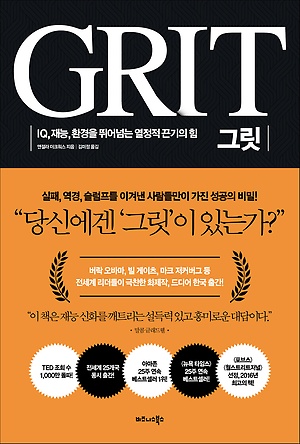 GRIT
IQ, 재능, 환경을 뛰어넘는 열정적 끈기의 힘
앤절라 더크워스 지음 | 김미정 옮김
그릿
실패, 역경, 슬럼프를 이겨낸 사람들만이 가진 성공의 비밀!
“당신에겐 ‘그릿’이 있는가?”
버락 오바마, 빌 게이츠, 마크 저커버그 등
전세계 리더들이 극찬한 화제작, 드디어 한국 출간!
“이 책은 재능 신화를 깨트리는 설득력 있고 흥미로운 대답이다.”
- 말콤 글래드웰 -
TED 조회 수
1,000만 돌파!
전세계 25개국
동시 출간!
아마존
25주 연속
베스트셀러 1위!
〈뉴욕 타임스〉
25주 연속
베스트셀러!
〈포브스〉
〈월스트리트저널〉
선정, 2016년
최고의 책!
비즈니스북스